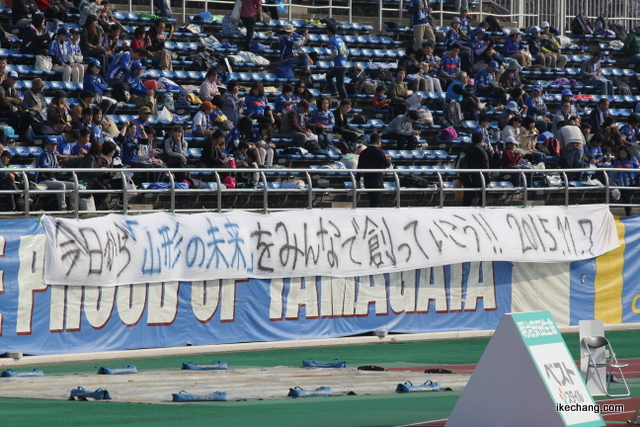 今日から「山形の未来」をみんなで創っていこう!! 2015.11.7
PROUD OF YAMAGATA
ベスト
ikechang.com